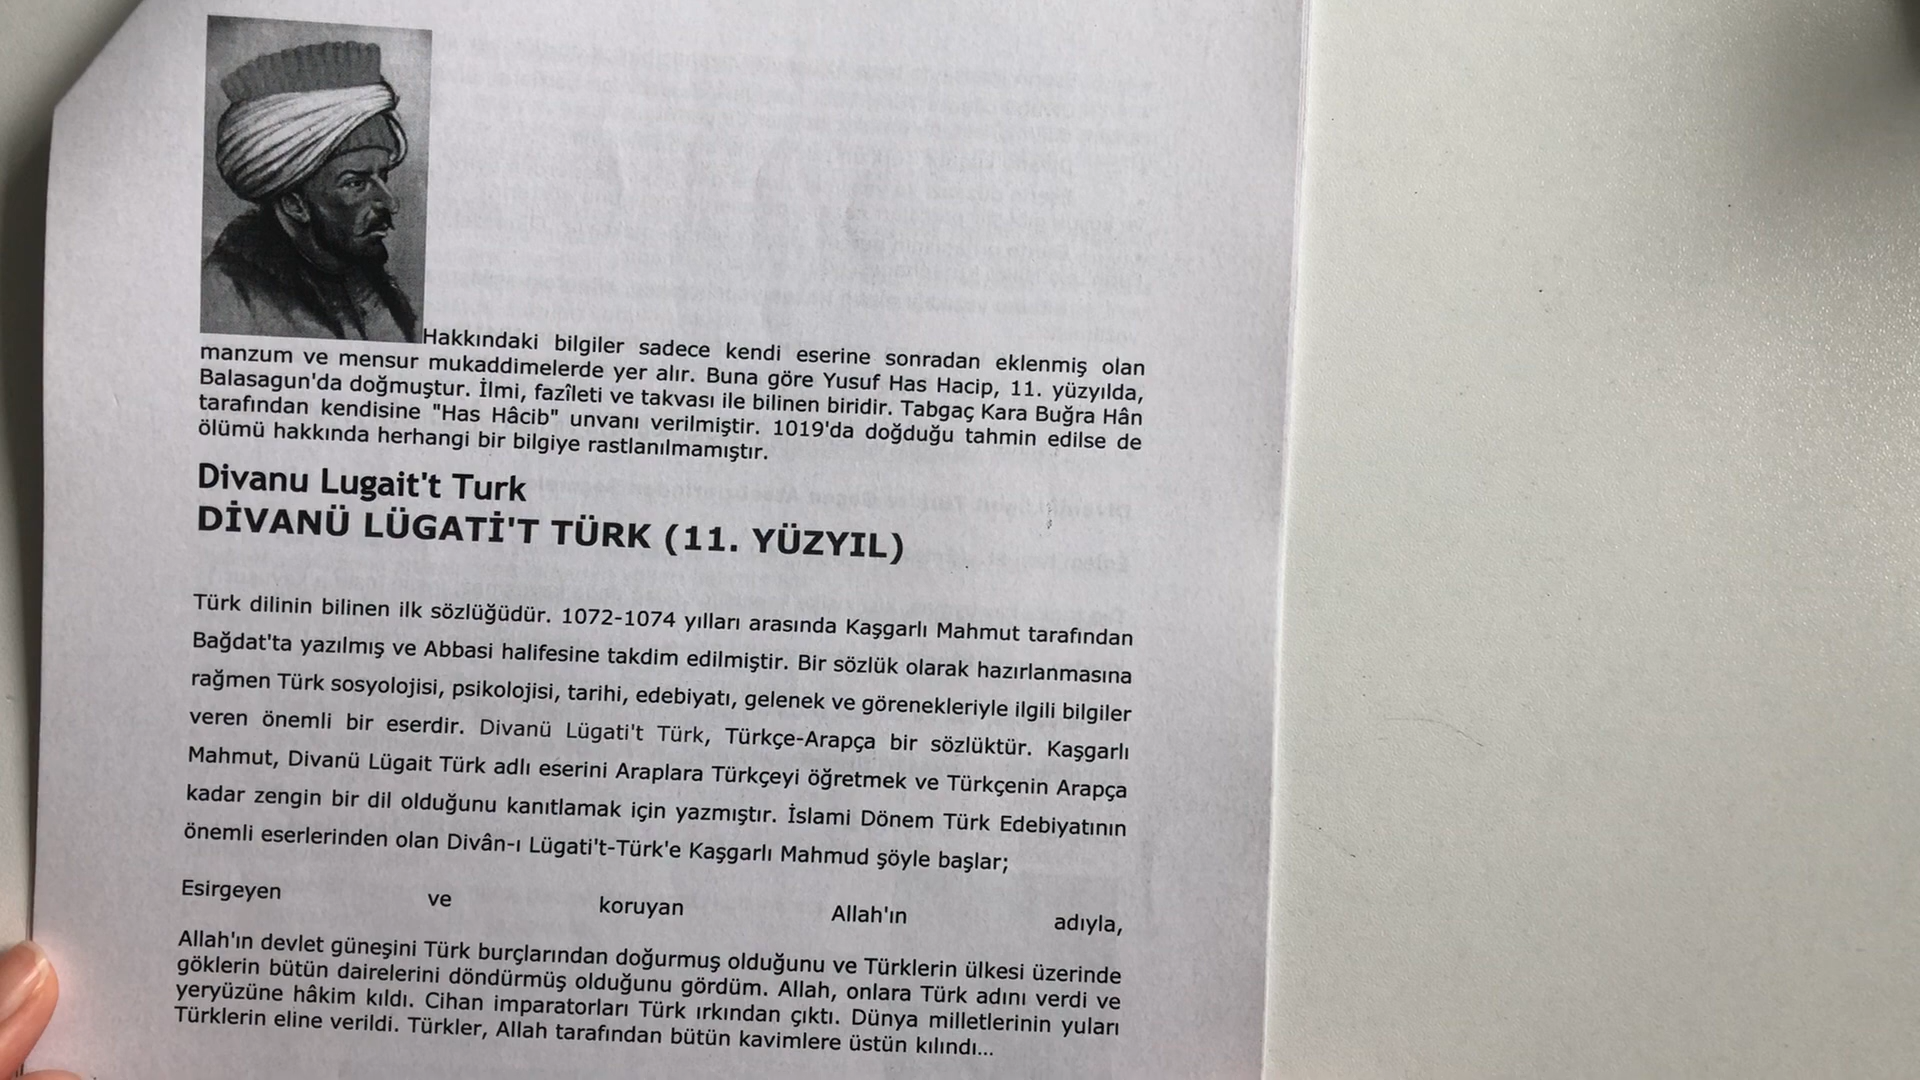 Hakkındaki bilgiler sadece kendi eserine sonradan eklenmiş olan
manzum ve mensur mukaddimelerde yer alır. Buna göre Yusuf Has Hacip, 11. yüzyılda,
Balasagun'da doğmuştur. İlmi, fazîleti ve takvası ile bilinen biridir. Tabgaç Kara Buğra Hân
tarafından kendisine "Has Hâcib" unvanı verilmiştir. 1019'da doğduğu tahmin edilse de
ölümü hakkında herhangi bir bilgiye rastlanılmamıştır.
Divanu Lugait't Turk
DİVANÜ LÜGATİ'T TÜRK (11. YÜZYIL)
Türk dilinin bilinen ilk sözlüğüdür. 1072-1074 yılları arasında Kaşgarlı Mahmut tarafından
Bağdat'ta yazılmış ve Abbasi halifesine takdim edilmiştir. Bir sözlük olarak hazırlanmasına
rağmen Türk sosyolojisi, psikolojisi, tarihi, edebiyatı, gelenek ve görenekleriyle ilgili bilgiler
veren önemli bir eserdir. Divanü Lügati't Türk, Türkçe-Arapça bir sözlüktür. Kaşgarlı
Mahmut, Divanü Lügait Türk adlı eserini Araplara Türkçeyi öğretmek ve Türkçenin Arapça
kadar zengin bir dil olduğunu kanıtlamak için yazmıştır. İslami Dönem Türk Edebiyatının
önemli eserlerinden olan Divân-ı Lügati't-Türk'e Kaşgarlı Mahmud şöyle başlar;
Esirgeyen ve koruyan Allah'ın adıyla,
Allah'ın devlet güneşini Türk burçlarından doğurmuş olduğunu ve Türklerin ülkesi üzerinde
göklerin bütün dairelerini döndürmüş olduğunu gördüm. Allah, onlara Türk adını verdi ve
yeryüzüne hâkim kıldı. Cihan imparatorları Türk ırkından çıktı. Dünya milletlerinin yuları
Türklerin eline verildi. Türkler, Allah tarafından bütün kavimlere üstün kılındı...